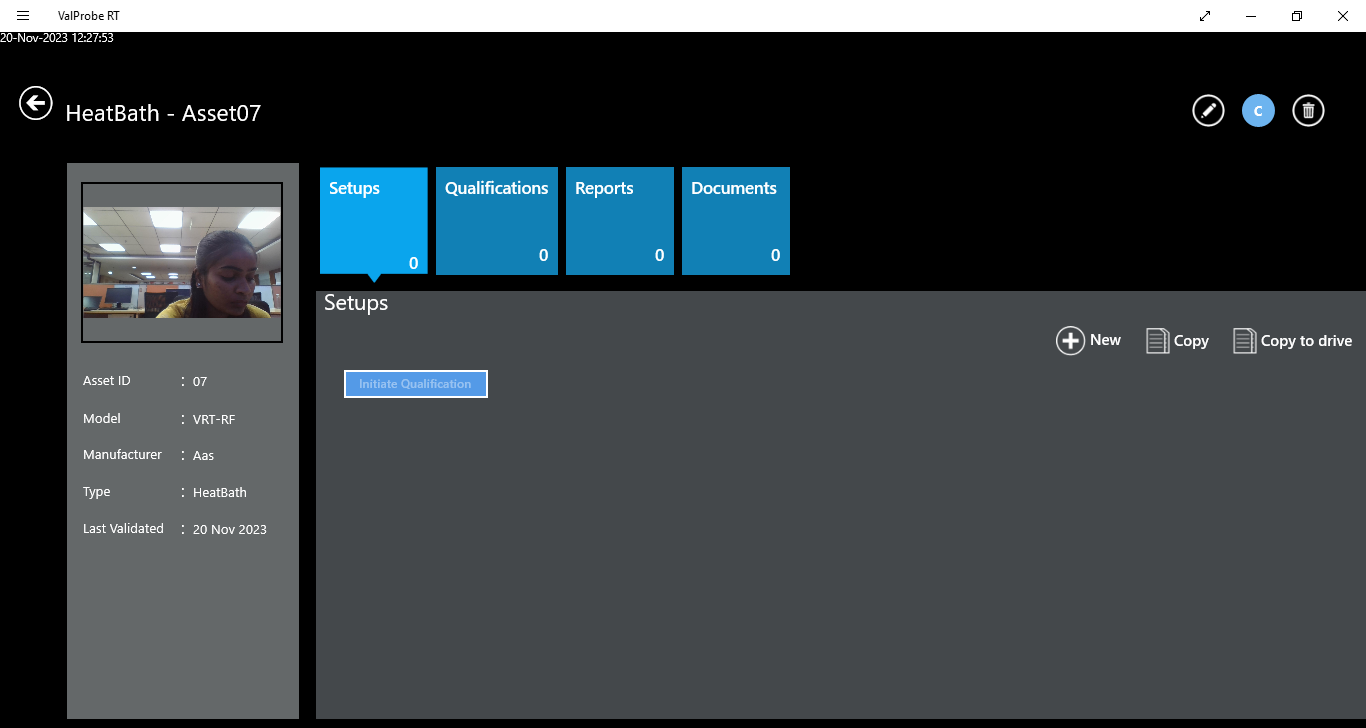 ValProbe RT
20-Nov-2023 12:27:53
HeatBath - Asset07
C
Setups
0
Qualifications
0
Reports
0
Documents
0
Setups
New
Copy
Copy to drive
Initiate Qualification
Asset ID : 07
Model : VRT-RF
Manufacturer : Aas
Type : HeatBath
Last Validated : 20 Nov 2023